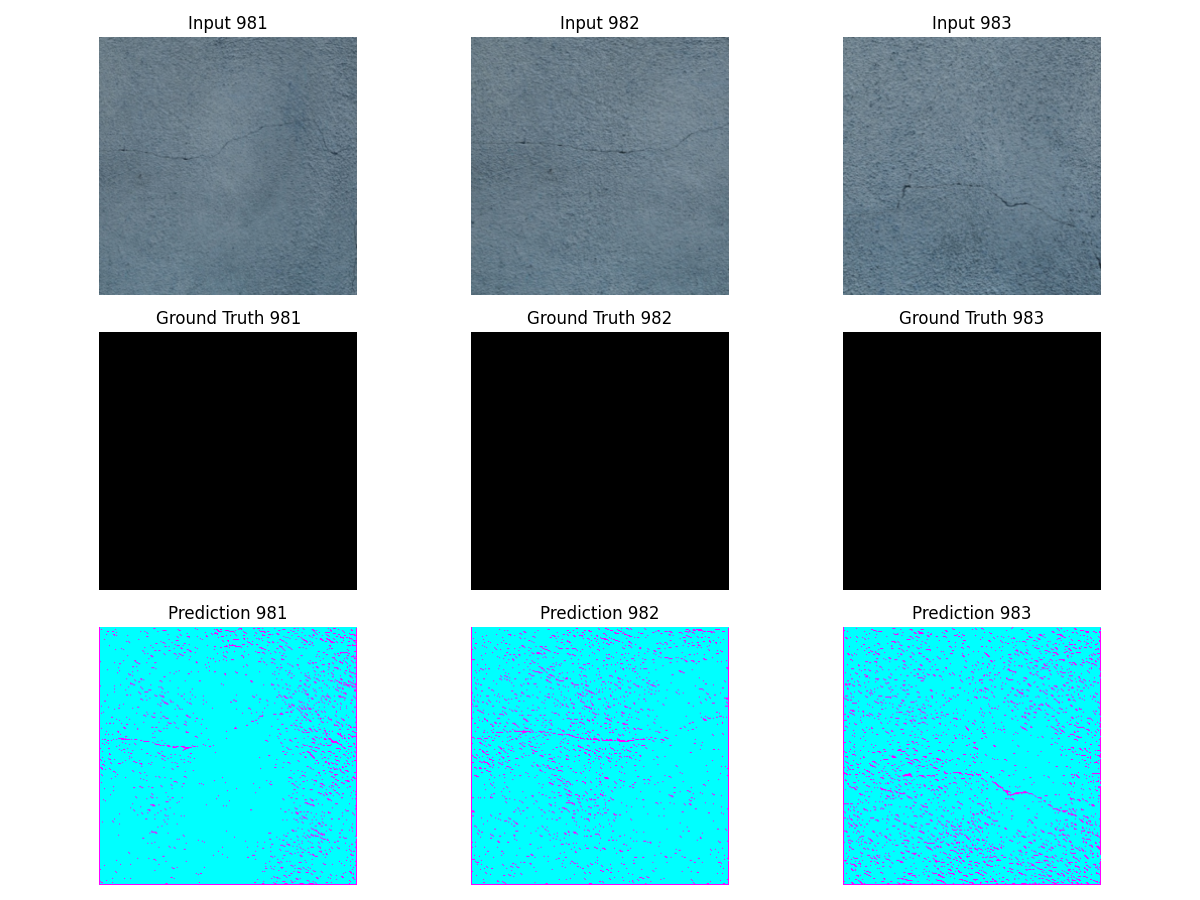 Input 981
Input 982
Input 983
Ground Truth 981
Ground Truth 982
Ground Truth 983
Prediction 981
Prediction 982
Prediction 983